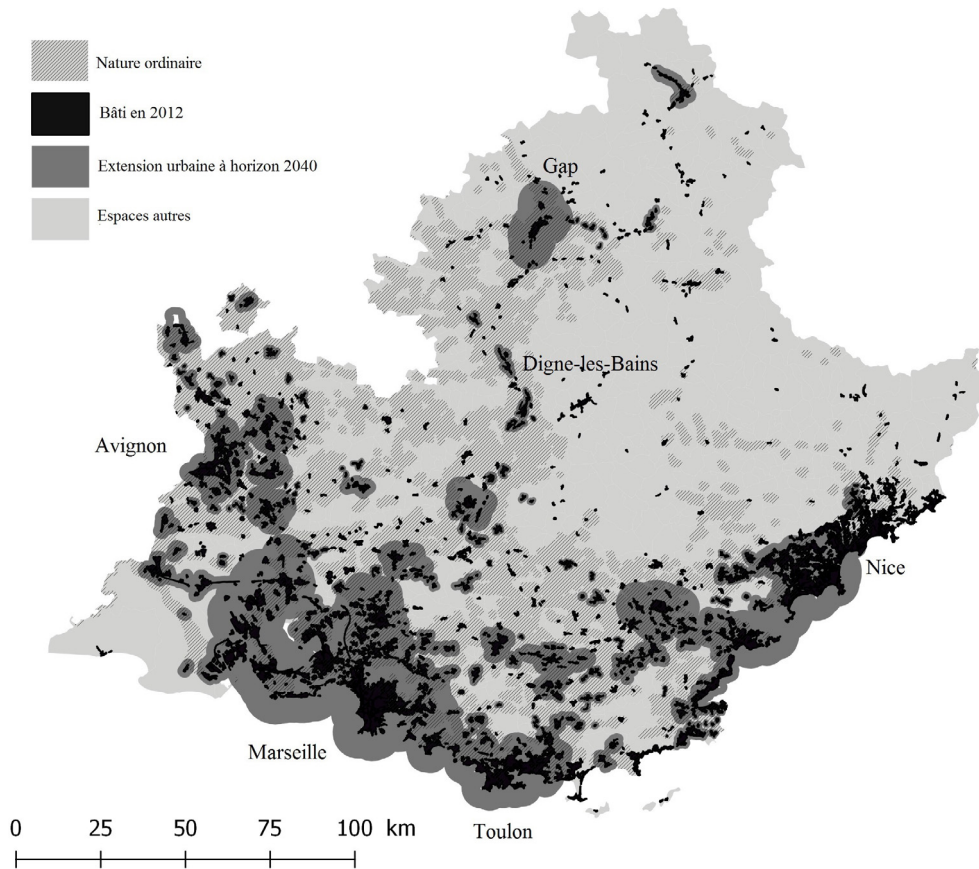 Nature ordinaire
Bâti en 2012
Extension urbaine à horizon 2040
Espaces autres
Gap
Digne-les-Bains
Avignon
Nice
Marseille
Toulon
0 25 50 75 100 km